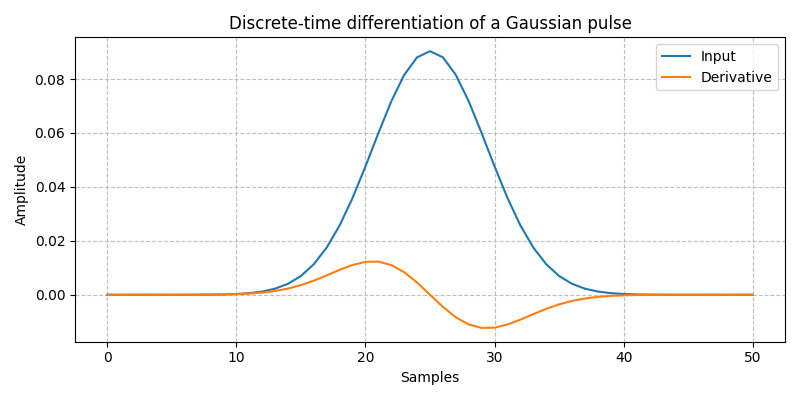 Discrete-time differentiation of a Gaussian pulse
Input
Derivative
Amplitude
0.08
0.06
0.04
0.02
0.00
0 10 20 30 40 50
Samples